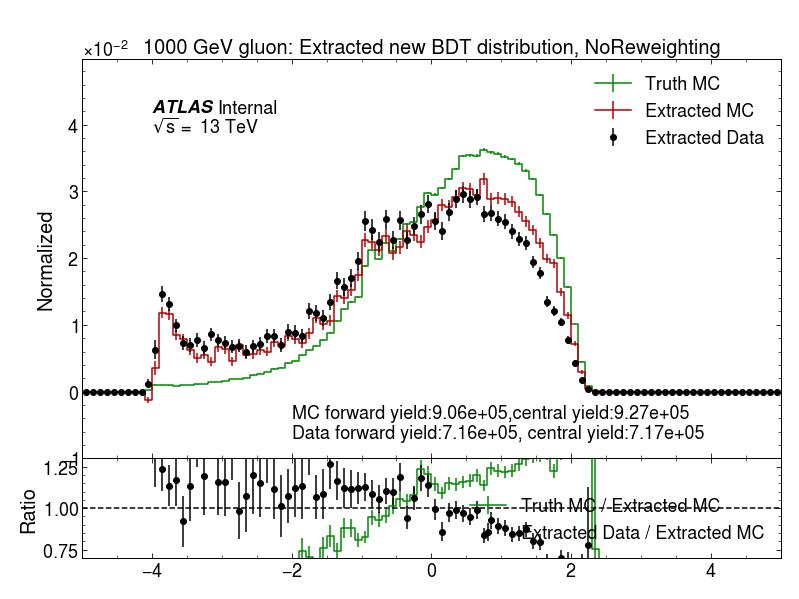 ×10⁻² 1000 GeV gluon: Extracted new BDT distribution, NoReweighting
ATLAS Internal
√s = 13 TeV
Truth MC
Extracted MC
Extracted Data
Normalized
4
3
2
1
0
MC forward yield:9.06e+05,central yield:9.27e+05
Data forward yield:7.16e+05, central yield:7.17e+05
1
Ratio
1.25
1.00
0.75
Truth MC / Extracted MC
Extracted Data / Extracted MC
−4 −2 0 2 4